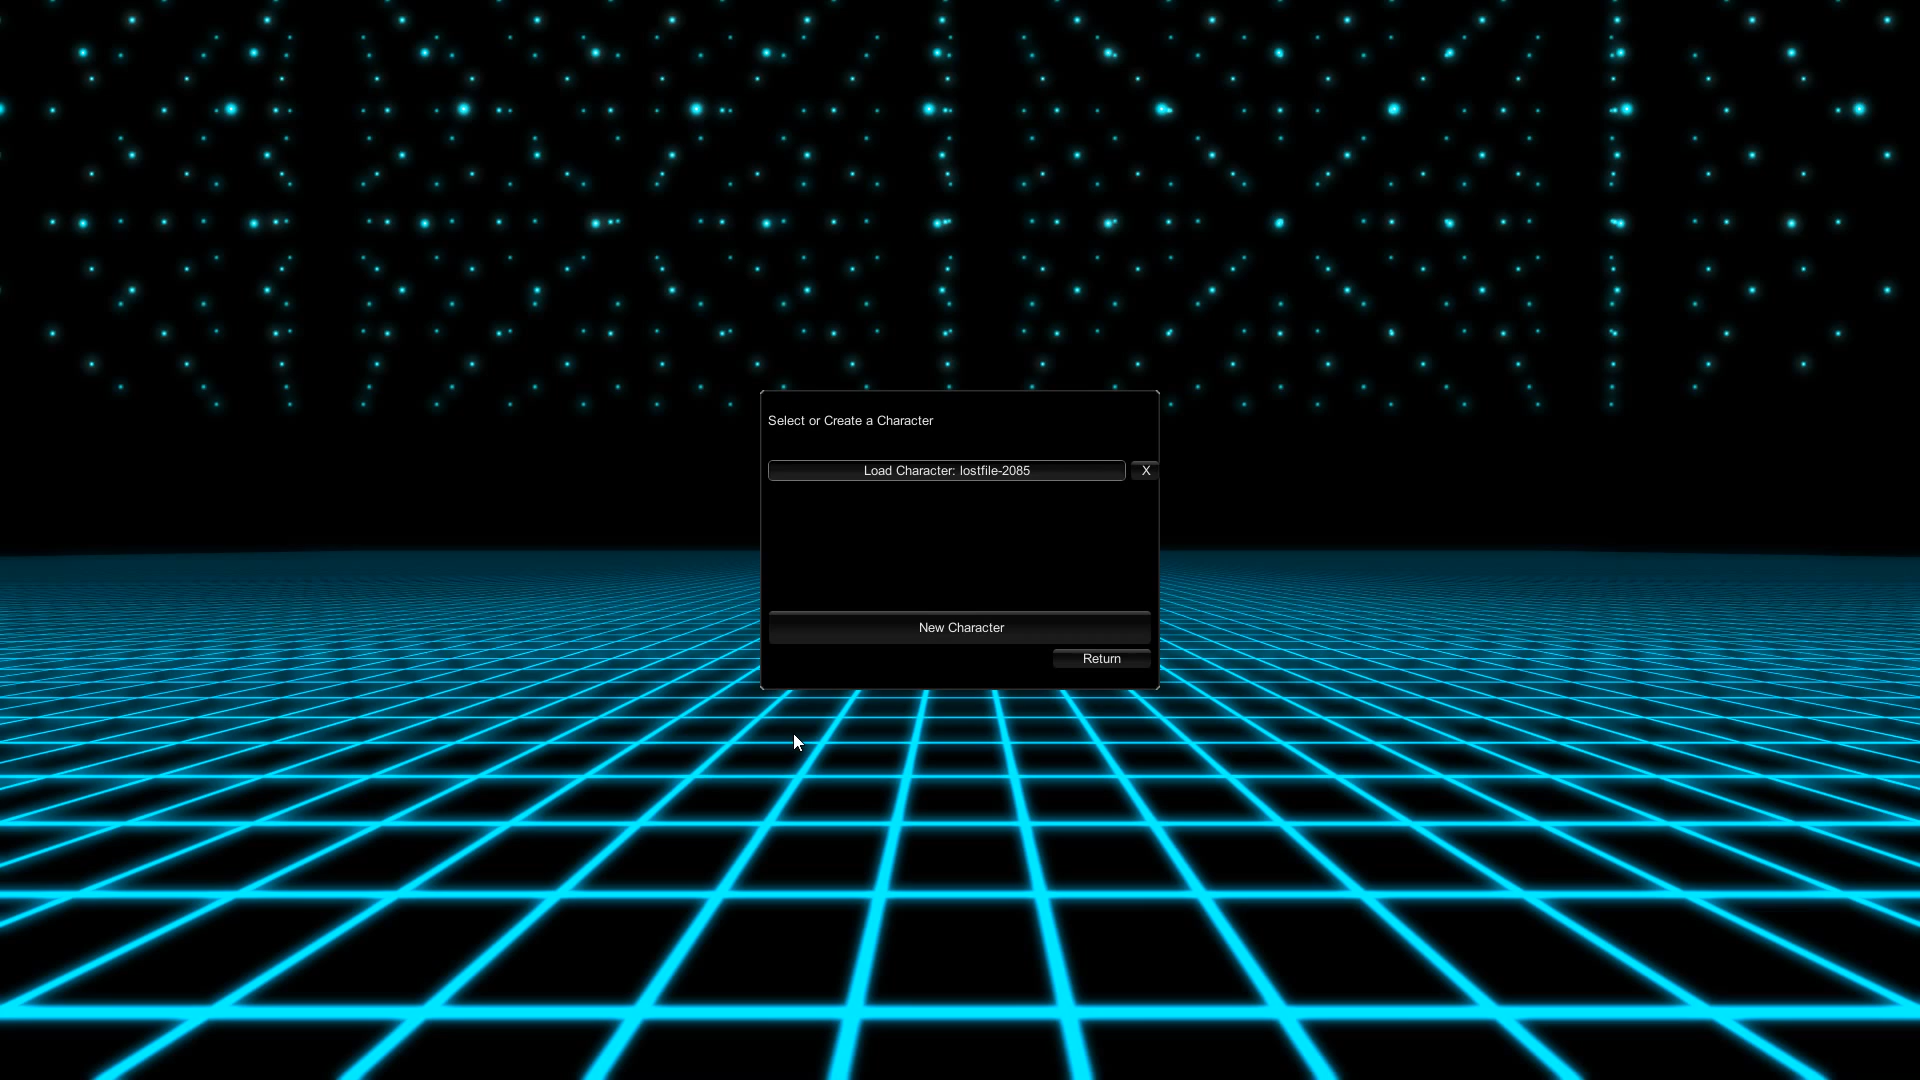 Select or Create a Character
Load Character: lostfile-2085
X
New Character
Return